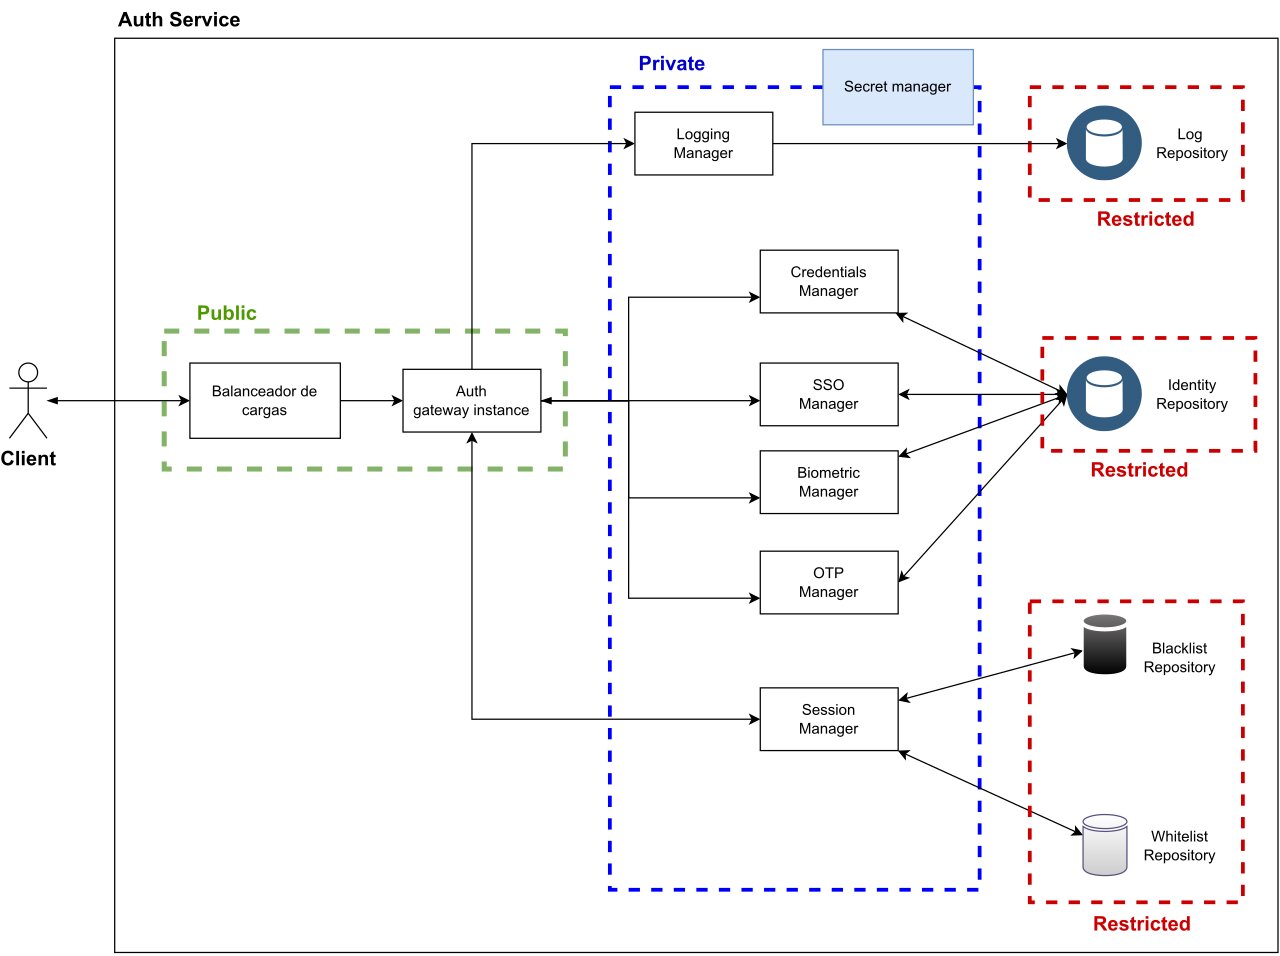 Auth Service
Private
Secret manager
Logging
Manager
Log
Repository
Restricted
Credentials
Manager
Public
Balanceador de
cargas
Auth
gateway instance
SSO
Manager
Identity
Repository
Client
Biometric
Manager
Restricted
OTP
Manager
Blacklist
Repository
Session
Manager
Whitelist
Repository
Restricted